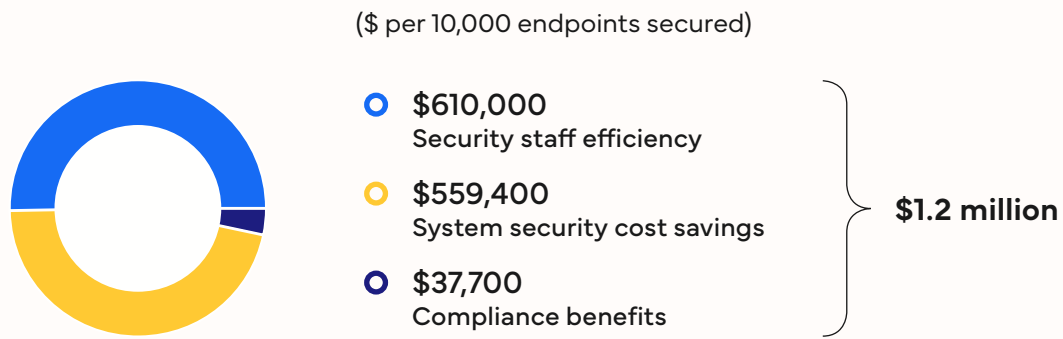 ($ per 10,000 endpoints secured)
$610,000
Security staff efficiency
$559,400
System security cost savings
$37,700
Compliance benefits
$1.2 million